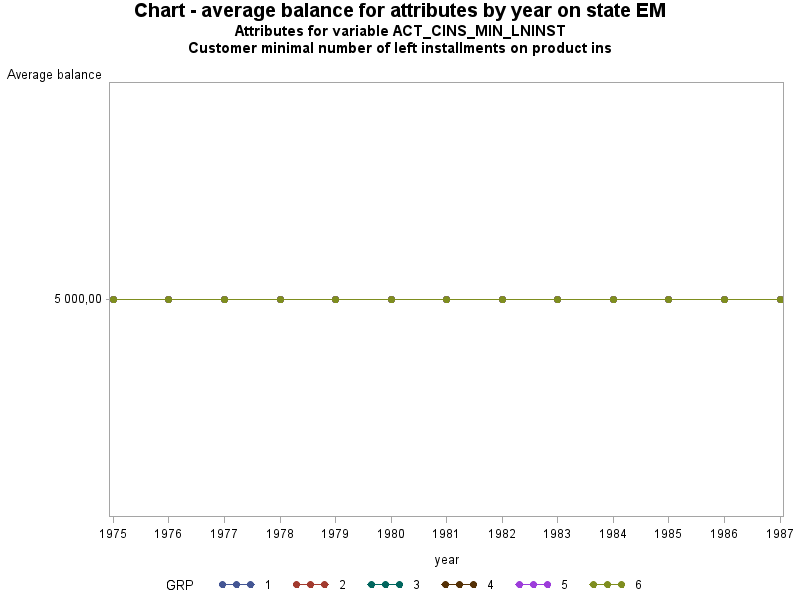 Chart - average balance for attributes by year on state EM
Attributes for variable ACT_CINS_MIN_LNINST
Customer minimal number of left installments on product ins
Average balance
5 000,00
1975 1976 1977 1978 1979 1980 1981 1982 1983 1984 1985 1986 1987
year
GRP 1 2 3 4 5 6